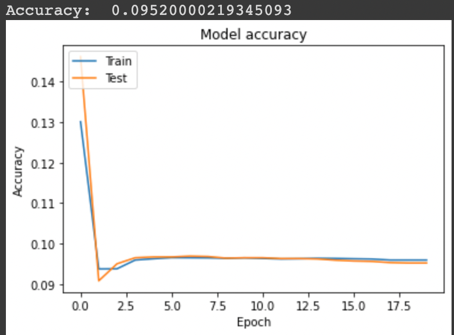 Accuracy:  0.09520000219345093
Model accuracy
Train
Test
0.14
0.13
0.12
0.11
0.10
0.09
Accuracy
0.0 2.5 5.0 7.5 10.0 12.5 15.0 17.5
Epoch